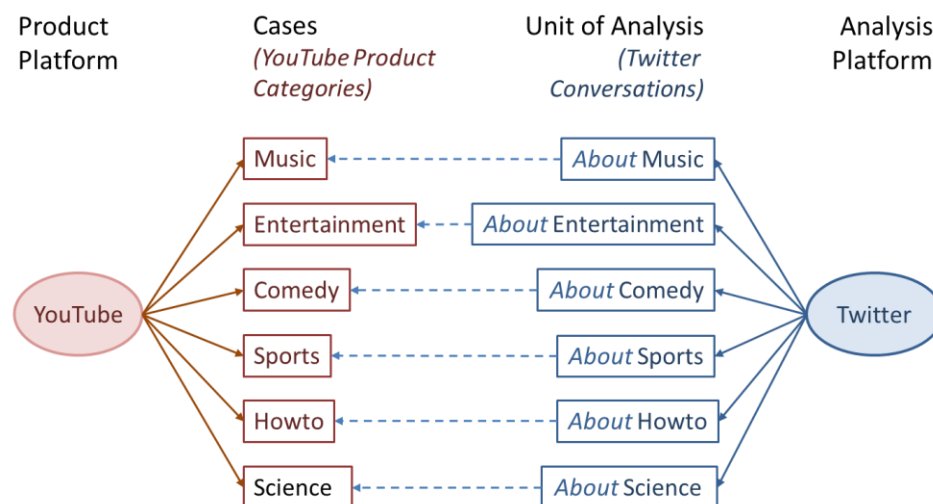 Product
Platform
Cases
(YouTube Product
Categories)
Unit of Analysis
(Twitter
Conversations)
Analysis
Platform
Music
About Music
Entertainment
About Entertainment
Comedy
About Comedy
YouTube
Twitter
Sports
About Sports
Howto
About Howto
Science
About Science